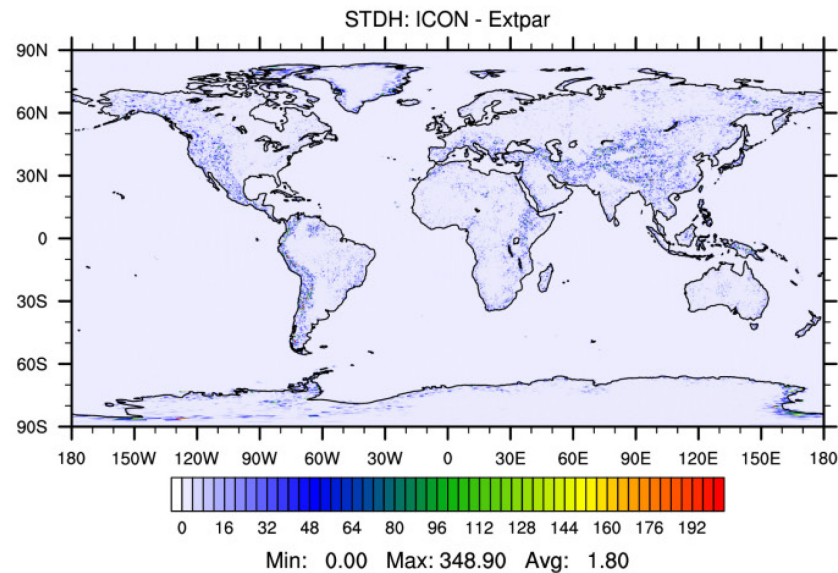 STDH: ICON - Extpar
90N
60N
30N
0
30S
60S
90S
180 150W 120W 90W 60W 30W 0 30E 60E 90E 120E 150E 180
0 16 32 48 64 80 96 112 128 144 160 176 192
Min: 0.00 Max: 348.90 Avg: 1.80